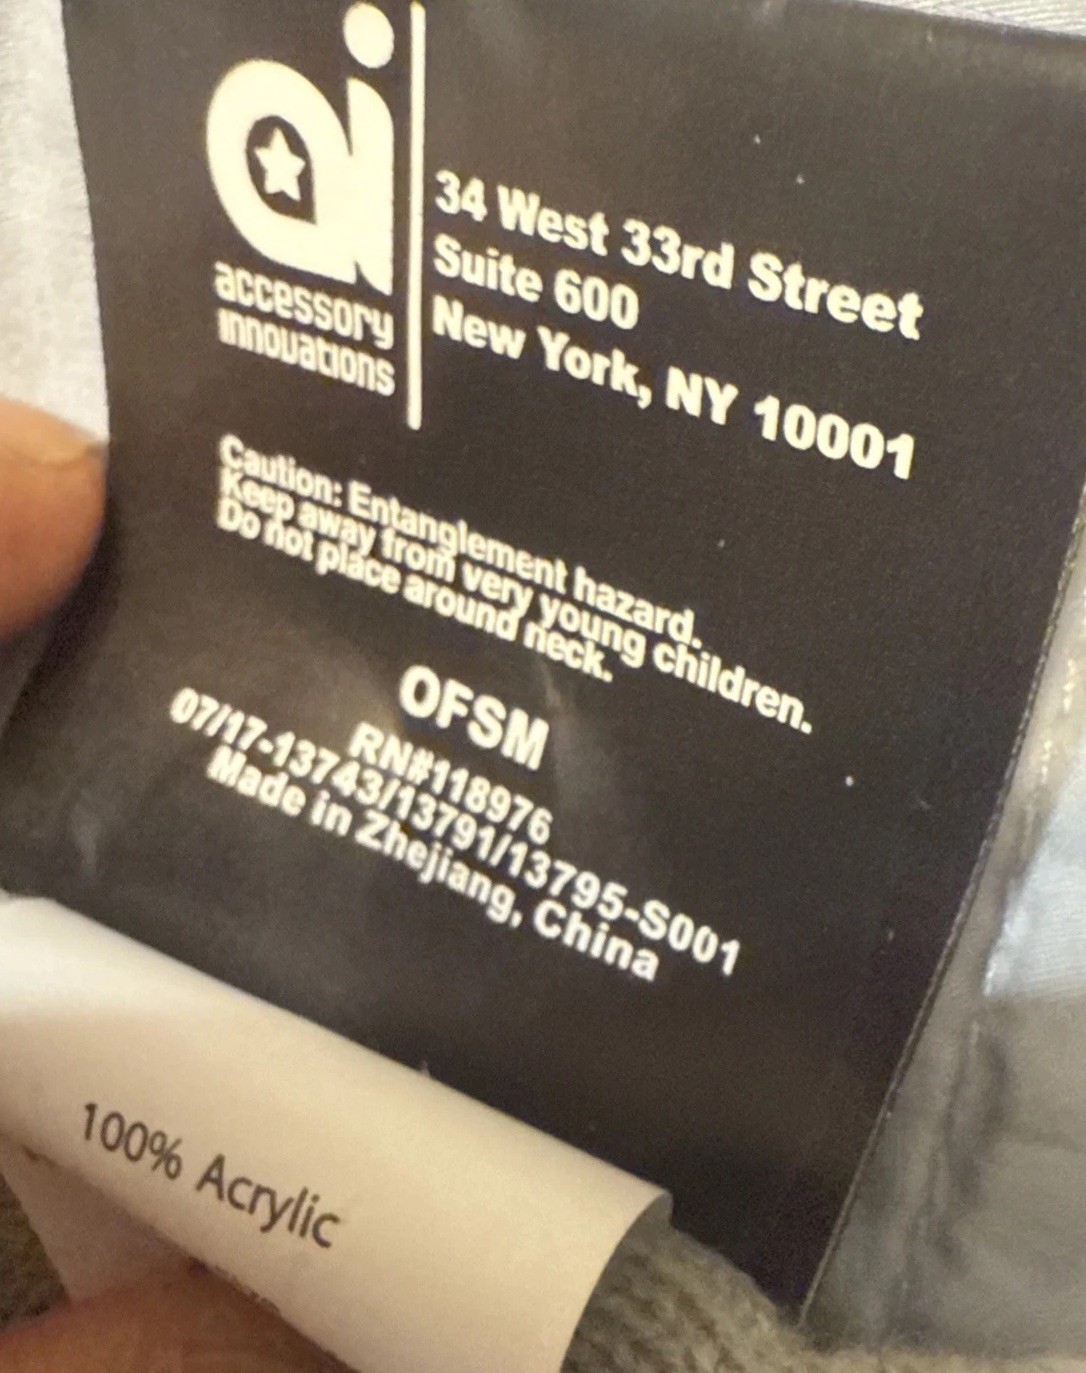 ai
accessory
innovations
34 West 33rd Street
Suite 600
New York, NY 10001
Caution: Entanglement hazard.
Keep away from very young children.
Do not place around neck.
OFSM
RN#118976
07/17-13743/13791/13795-S001
Made in Zhejiang, China
100% Acrylic